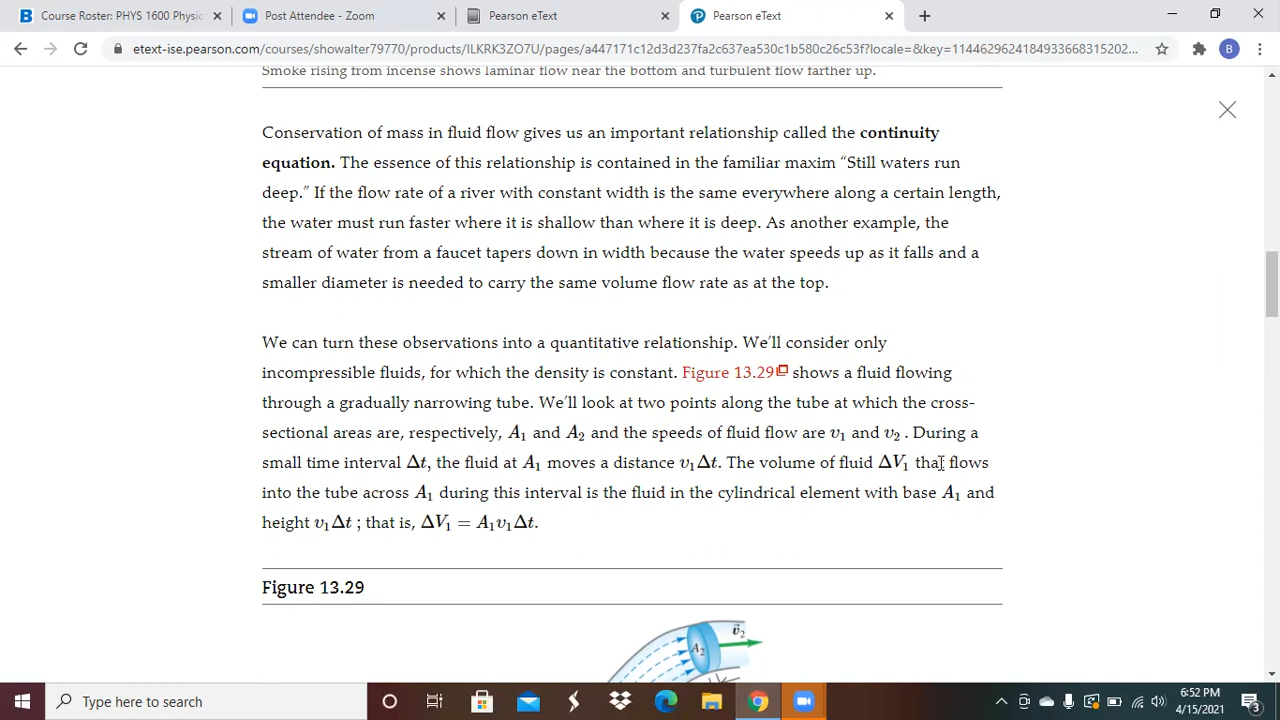 Course Roster: PHYS 1600 Physic
Post Attendee - Zoom
Pearson eText
Pearson eText
etext-ise.pearson.com/courses/showalter79770/products/ILKRK3ZO7U/pages/a447171c12d3d237fa2c637ea530c1b580c26c53f?locale=&key=11446296241849336683152​02...
B
Smoke rising from incense shows laminar flow near the bottom and turbulent flow farther up.
Conservation of mass in fluid flow gives us an important relationship called the continuity
equation. The essence of this relationship is contained in the familiar maxim “Still waters run
deep.” If the flow rate of a river with constant width is the same everywhere along a certain length,
the water must run faster where it is shallow than where it is deep. As another example, the
stream of water from a faucet tapers down in width because the water speeds up as it falls and a
smaller diameter is needed to carry the same volume flow rate as at the top.
We can turn these observations into a quantitative relationship. We’ll consider only
incompressible fluids, for which the density is constant. Figure 13.29 shows a fluid flowing
through a gradually narrowing tube. We’ll look at two points along the tube at which the cross-
sectional areas are, respectively, A₁ and A₂ and the speeds of fluid flow are v₁ and v₂ . During a
small time interval Δt, the fluid at A₁ moves a distance v₁Δt. The volume of fluid ΔV₁ that flows
into the tube across A₁ during this interval is the fluid in the cylindrical element with base A₁ and
height v₁Δt ; that is, ΔV₁ = A₁v₁Δt.
Figure 13.29
v⃗₂
A₂
Type here to search
6:52 PM
4/15/2021
3